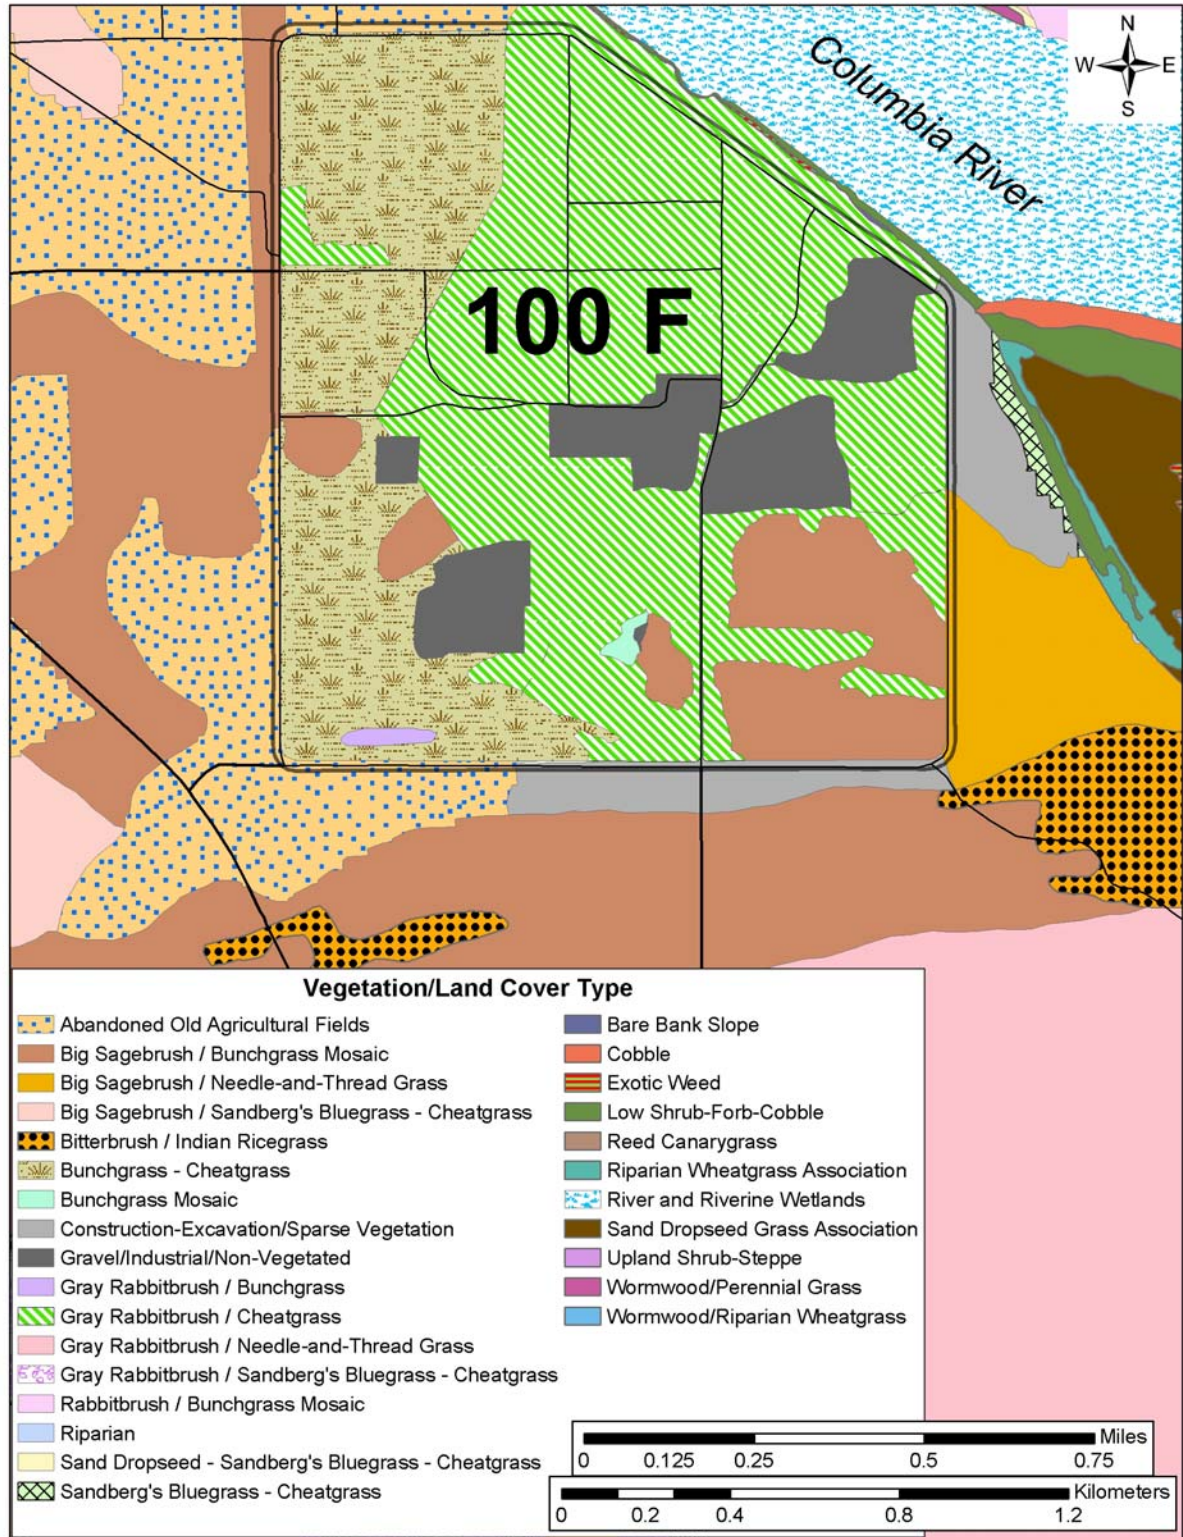 N
W E
S
Columbia River
100 F
Vegetation/Land Cover Type
Abandoned Old Agricultural Fields
Big Sagebrush / Bunchgrass Mosaic
Big Sagebrush / Needle-and-Thread Grass
Big Sagebrush / Sandberg's Bluegrass - Cheatgrass
Bitterbrush / Indian Ricegrass
Bunchgrass - Cheatgrass
Bunchgrass Mosaic
Construction-Excavation/Sparse Vegetation
Gravel/Industrial/Non-Vegetated
Gray Rabbitbrush / Bunchgrass
Gray Rabbitbrush / Cheatgrass
Gray Rabbitbrush / Needle-and-Thread Grass
Gray Rabbitbrush / Sandberg's Bluegrass - Cheatgrass
Rabbitbrush / Bunchgrass Mosaic
Riparian
Sand Dropseed - Sandberg's Bluegrass - Cheatgrass
Sandberg's Bluegrass - Cheatgrass
Bare Bank Slope
Cobble
Exotic Weed
Low Shrub-Forb-Cobble
Reed Canarygrass
Riparian Wheatgrass Association
River and Riverine Wetlands
Sand Dropseed Grass Association
Upland Shrub-Steppe
Wormwood/Perennial Grass
Wormwood/Riparian Wheatgrass
Miles
0 0.125 0.25 0.5 0.75
Kilometers
0 0.2 0.4 0.8 1.2